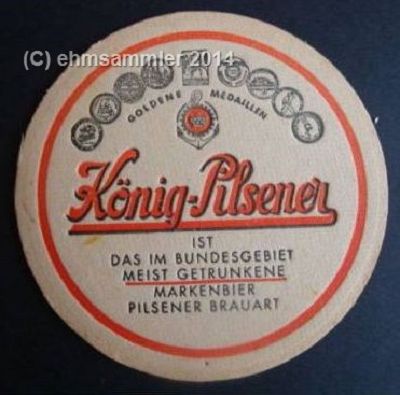 (C) ehmsammler 2014
GOLDENE MEDAILLEN
König-Pilsener
IST
DAS IM BUNDESGEBIET
MEIST GETRUNKENE
MARKENBIER
PILSENER BRAUART